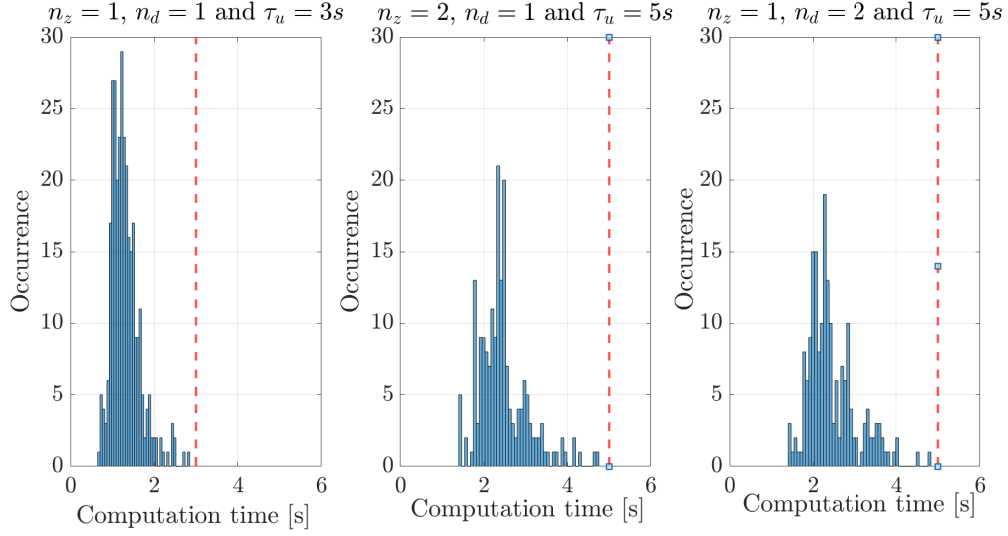 n_z = 1, n_d = 1 and τ_u = 3s
30
25
20
15
10
5
0
Occurrence
0 2 4 6
Computation time [s]
n_z = 2, n_d = 1 and τ_u = 5s
30
25
20
15
10
5
0
Occurrence
0 2 4 6
Computation time [s]
n_z = 1, n_d = 2 and τ_u = 5s
30
25
20
15
10
5
0
Occurrence
0 2 4 6
Computation time [s]